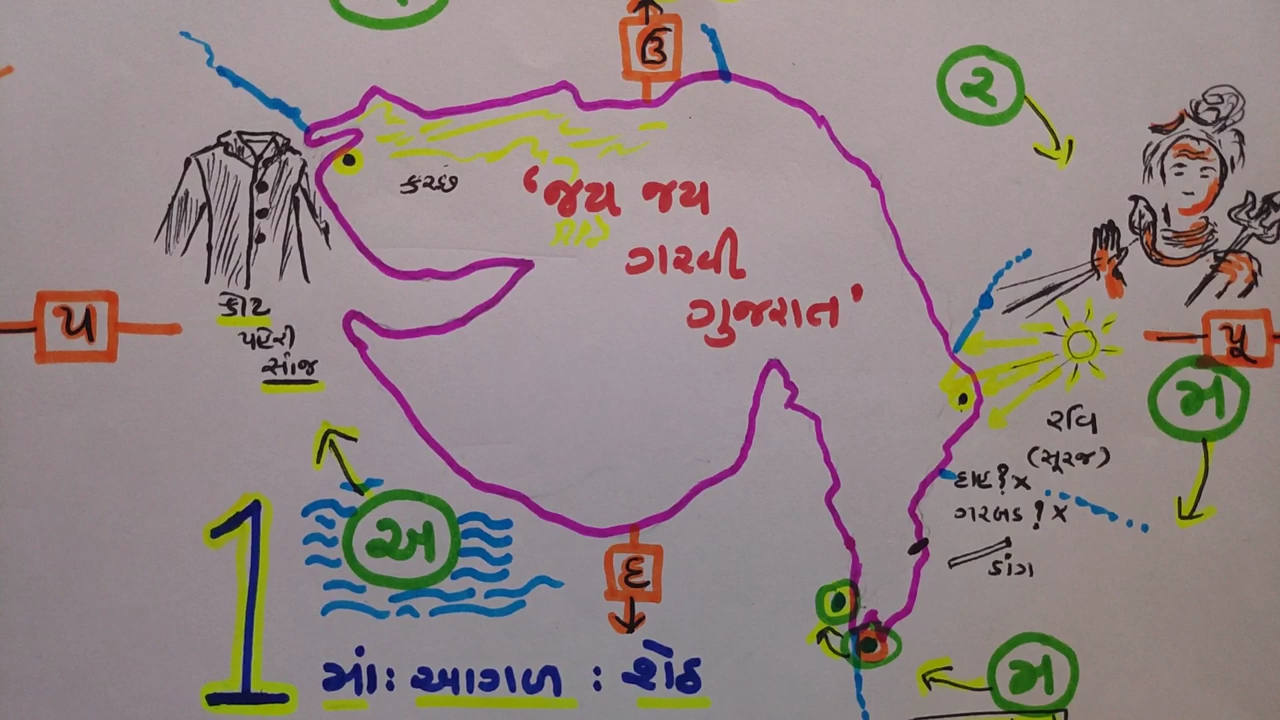 ઉ
૨
કચ્છ
'જય જય
ગરવી
ગુજરાત'
કોટ
પહેરી
સાંજ
પ
પૂ
મ
રવિ
(સૂરજ)
દાહ? x
ગરબડ! x
ડાંગ
અ
દ
1
માં: આગળ : શેઠ
મ